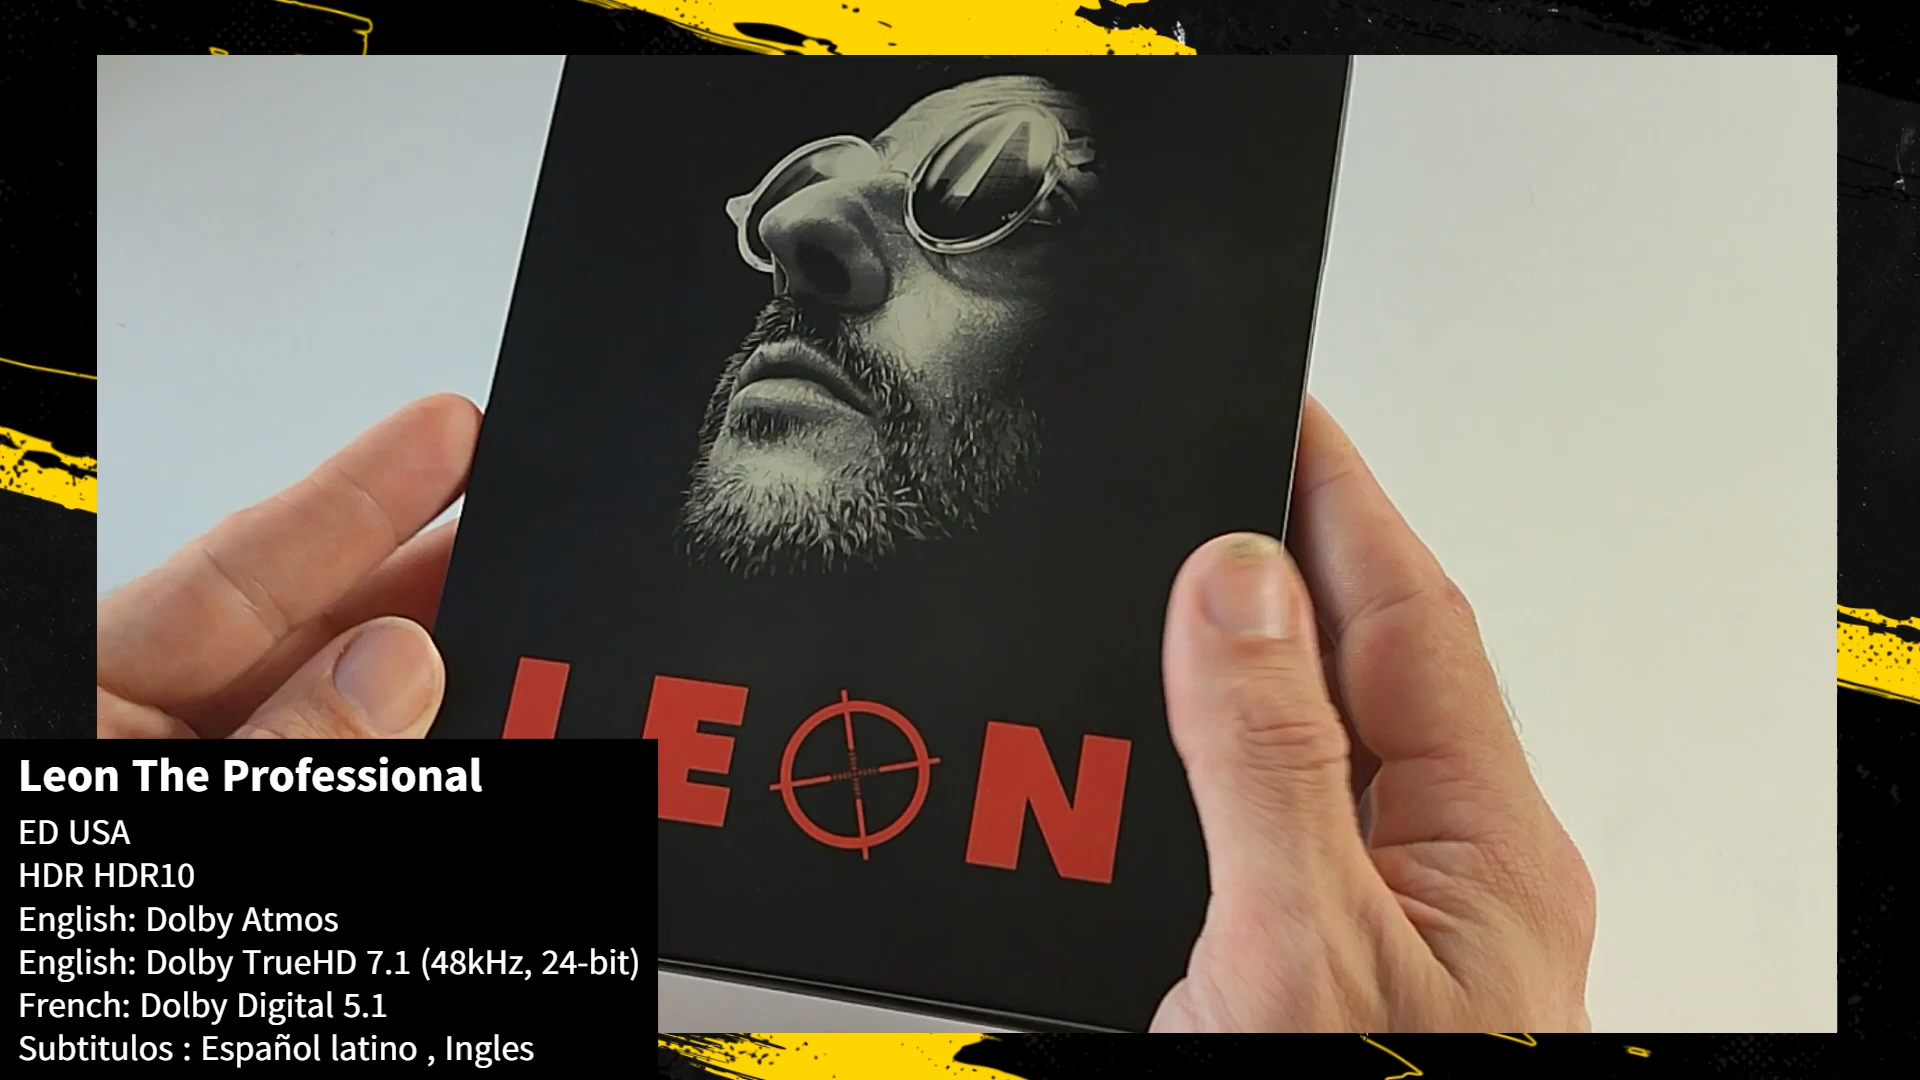 LEON
Leon The Professional
ED USA
HDR HDR10
English: Dolby Atmos
English: Dolby TrueHD 7.1 (48kHz, 24-bit)
French: Dolby Digital 5.1
Subtitulos : Español latino , Ingles